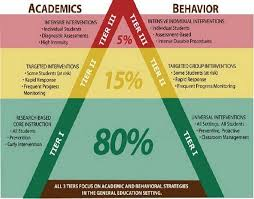 ACADEMICS
BEHAVIOR
INTENSIVE INTERVENTIONS
• Individual Students
• Diagnostic Assessments
• High Intensity
TIER III
5%
TIER III
INTENSIVE INDIVIDUAL INTERVENTIONS
• Individual Students
• Assessment-Based
• Intense Durable Procedures
TARGETED INTERVENTIONS
• Some Students (at risk)
• Rapid Response
• Frequent Progress
Monitoring
TIER II
15%
TIER II
TARGETED GROUP INTERVENTIONS
• Some Students (at risk)
• Rapid Response
• Frequent Progress Monitoring
RESEARCH-BASED
CORE INSTRUCTION
• All Students
• Prevention
• Early Intervention
TIER I
80%
TIER I
UNIVERSAL INTERVENTIONS
• All Settings, All Students
• Preventive, Proactive
• Classroom Management
ALL 3 TIERS FOCUS ON ACADEMIC AND BEHAVIORAL STRATEGIES
IN THE GENERAL EDUCATION SETTING.